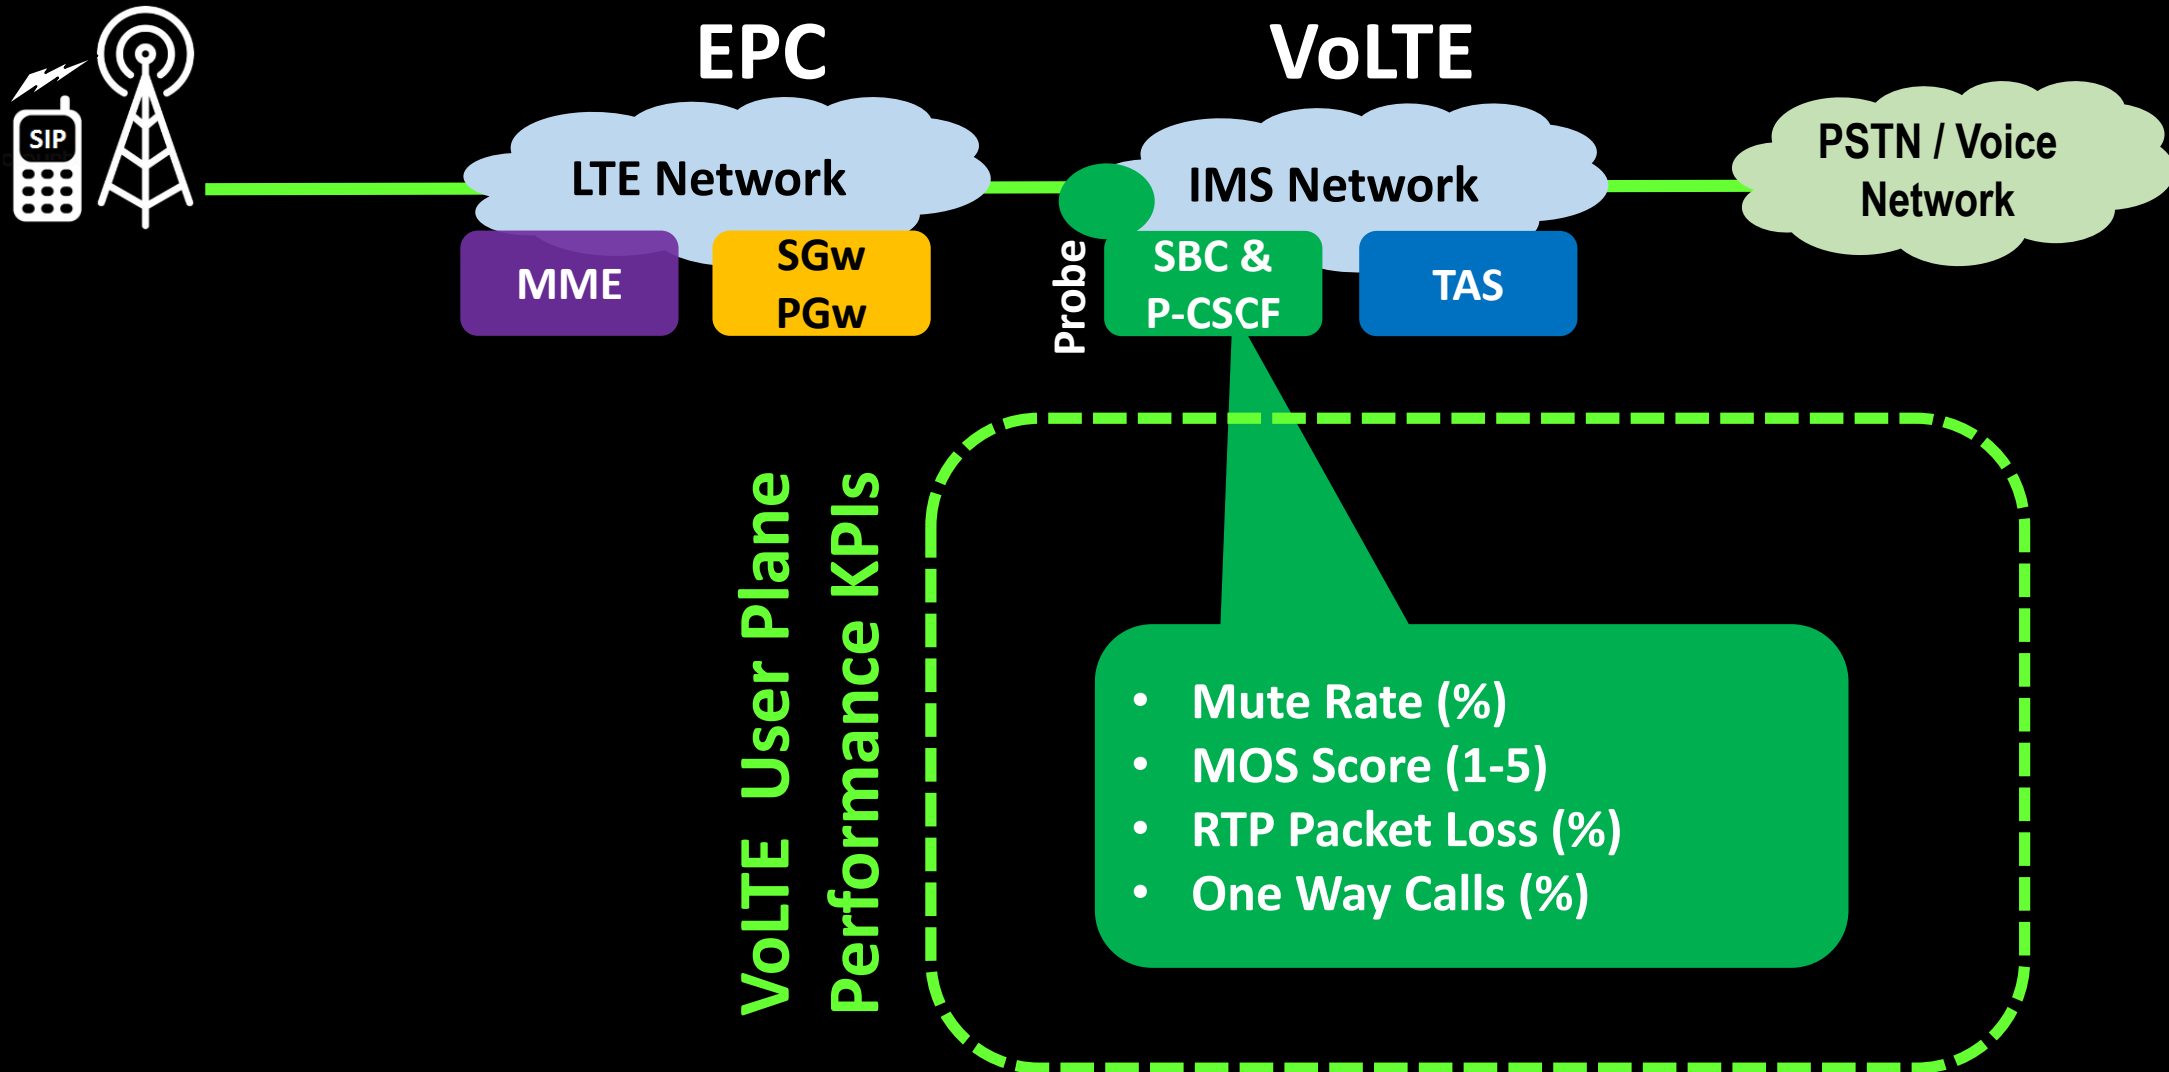 EPC
VoLTE
SIP
LTE Network
IMS Network
PSTN / Voice
Network
MME
SGw
PGw
Probe
SBC &
P-CSCF
TAS
VoLTE User Plane
Performance KPIs
• Mute Rate (%)
• MOS Score (1-5)
• RTP Packet Loss (%)
• One Way Calls (%)